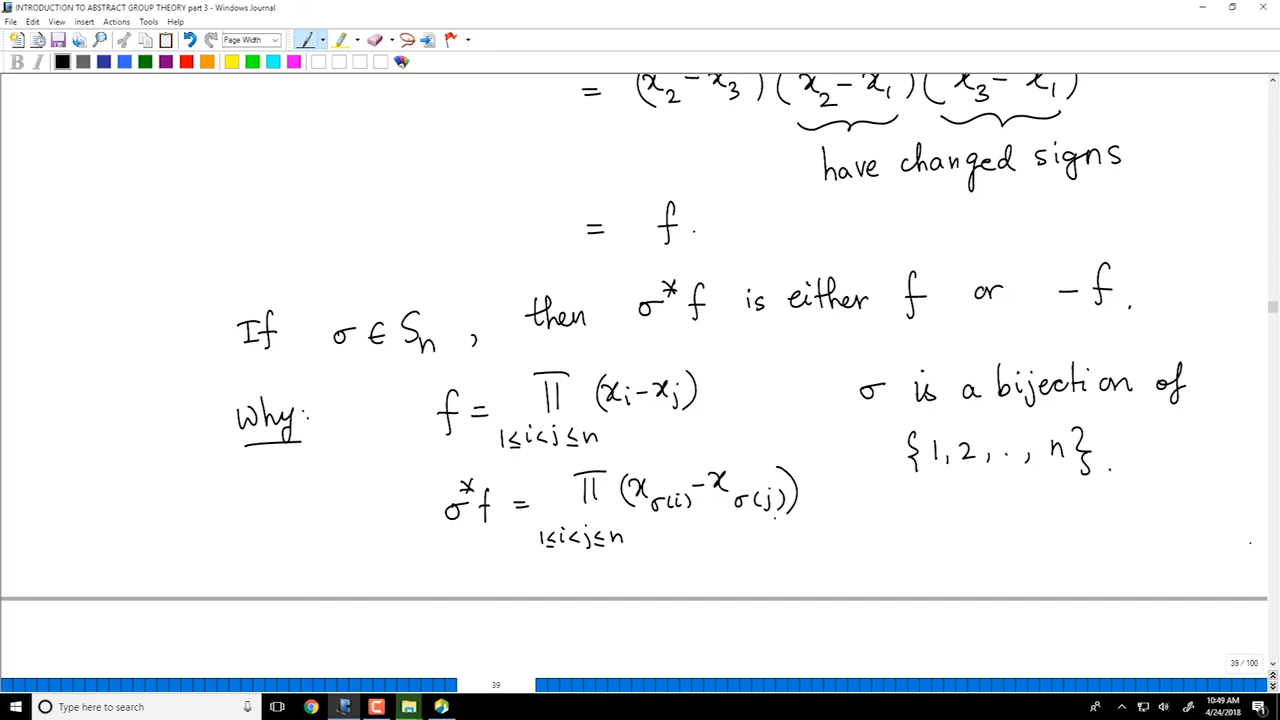 INTRODUCTION TO ABSTRACT GROUP THEORY part 3 - Windows Journal
File Edit View Insert Actions Tools Help
Page Width
B I
= (x₂ - x₃)(x₂ - x₁)(x₃ - x₁)
have changed signs
= f.
If σ ∈ Sₙ, then σ*f is either f or -f.
Why: f = ∏_{1≤i<j≤n} (xᵢ - xⱼ) σ is a bijection of
{1, 2, . , n}.
σ*f = ∏_{1≤i<j≤n} (x_{σ(i)} - x_{σ(j)})
39 / 100
39
Type here to search
10:49 AM
4/24/2018